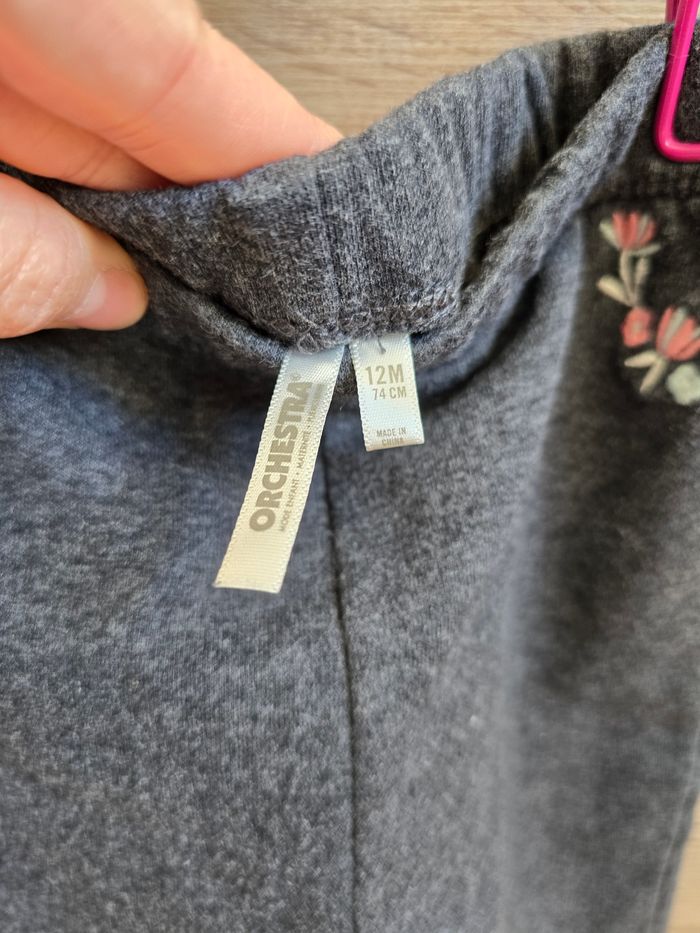 ORCHESTRA®
MODE ENFANT • MATERNITÉ •
12M
74 CM
MADE IN
CHINA